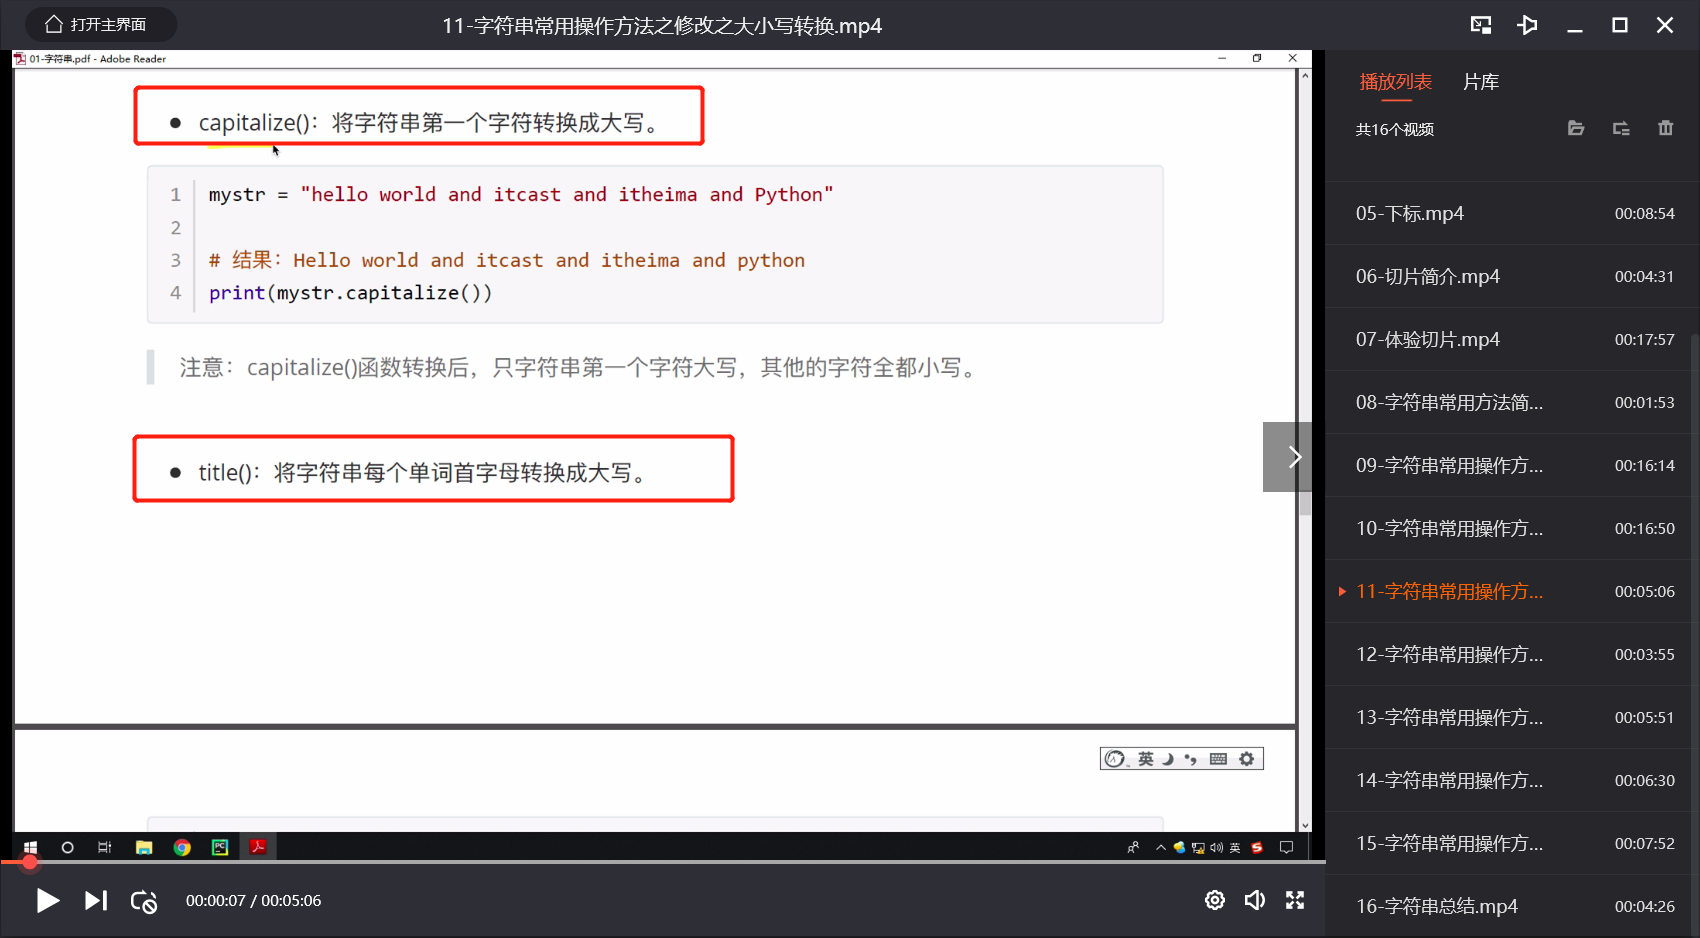 打开主界面
11-字符串常用操作方法之修改之大小写转换.mp4
01-字符串.pdf - Adobe Reader
● capitalize()：将字符串第一个字符转换成大写。
1 mystr = "hello world and itcast and itheima and Python"
2
3 # 结果：Hello world and itcast and itheima and python
4 print(mystr.capitalize())
注意：capitalize()函数转换后，只字符串第一个字符大写，其他的字符全都小写。
● title()：将字符串每个单词首字母转换成大写。
英
英
00:00:07 / 00:05:06
播放列表 片库
共16个视频
05-下标.mp4 00:08:54
06-切片简介.mp4 00:04:31
07-体验切片.mp4 00:17:57
08-字符串常用方法简... 00:01:53
09-字符串常用操作方... 00:16:14
10-字符串常用操作方... 00:16:50
11-字符串常用操作方... 00:05:06
12-字符串常用操作方... 00:03:55
13-字符串常用操作方... 00:05:51
14-字符串常用操作方... 00:06:30
15-字符串常用操作方... 00:07:52
16-字符串总结.mp4 00:04:26